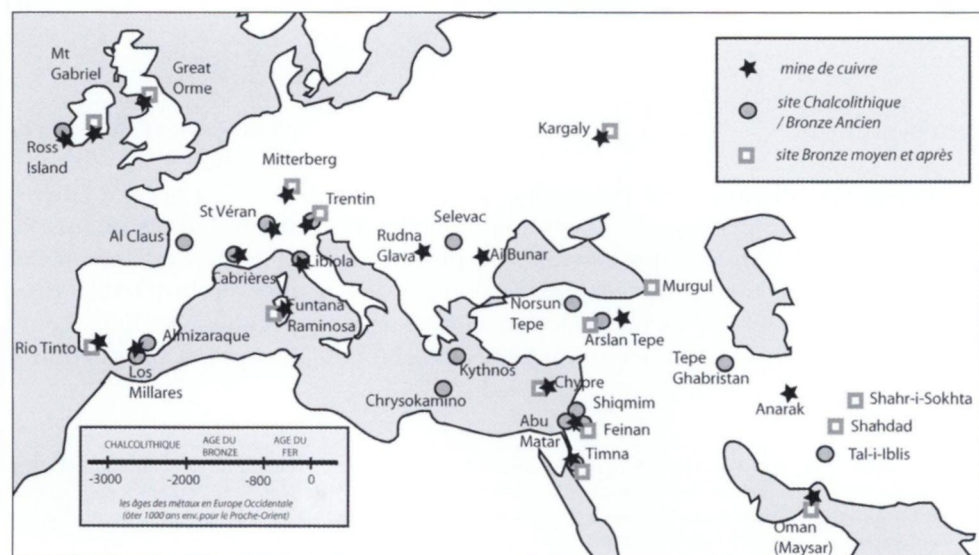 Mt
Gabriel
Great
Orme
Ross
Island
mine de cuivre
site Chalcolithique
/ Bronze Ancien
site Bronze moyen et après
Kargaly
Mitterberg
Trentin
St Véran
Selevac
Al Claus
Rudna
Glava
Ai Bunar
Cabrières
Libiola
Murgul
Funtana
Raminosa
Norsun
Tepe
Arslan Tepe
Rio Tinto
Almizaraque
Los
Millares
Kythnos
Tepe
Ghabristan
Chrysokamino
Chypre
Shiqmim
Anarak
Shahr-i-Sokhta
Abu
Matar
Feinan
Shahdad
Timna
Tal-i-Iblis
Oman
(Maysar)
CHALCOLITHIQUE
AGE DU
BRONZE
AGE DU
FER
-3000 -2000 -800 0
les âges des métaux en Europe Occidentale
(ôter 1000 ans env. pour le Proche-Orient)